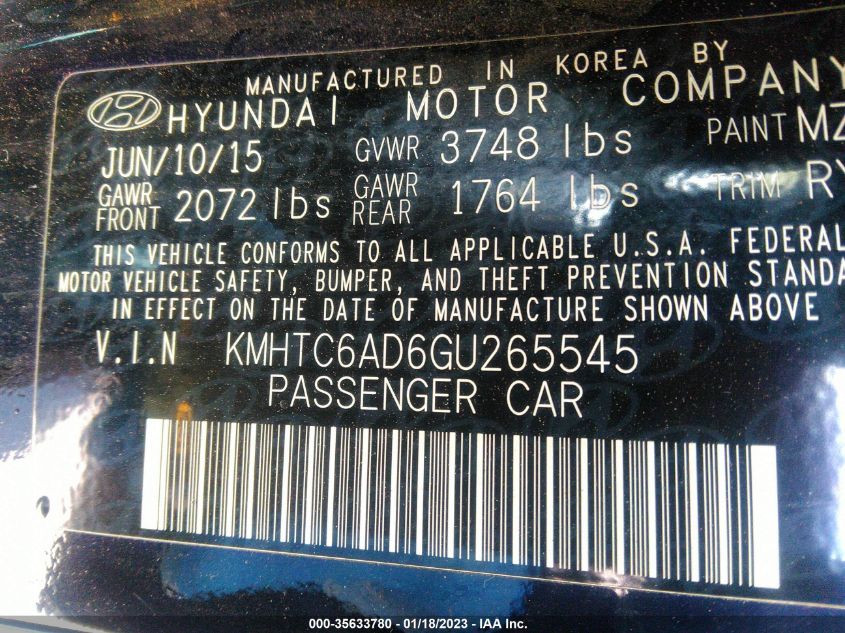 MANUFACTURED IN KOREA BY
HYUNDAI MOTOR COMPANY
JUN/10/15 GVWR 3748 lbs PAINT MZ
GAWR FRONT 2072 lbs GAWR REAR 1764 lbs TRIM RY
THIS VEHICLE CONFORMS TO ALL APPLICABLE U.S.A. FEDERAL
MOTOR VEHICLE SAFETY, BUMPER, AND THEFT PREVENTION STANDA
IN EFFECT ON THE DATE OF MANUFACTURE SHOWN ABOVE
V.I.N KMHTC6AD6GU265545
PASSENGER CAR
000-35633780 - 01/18/2023 - IAA Inc.